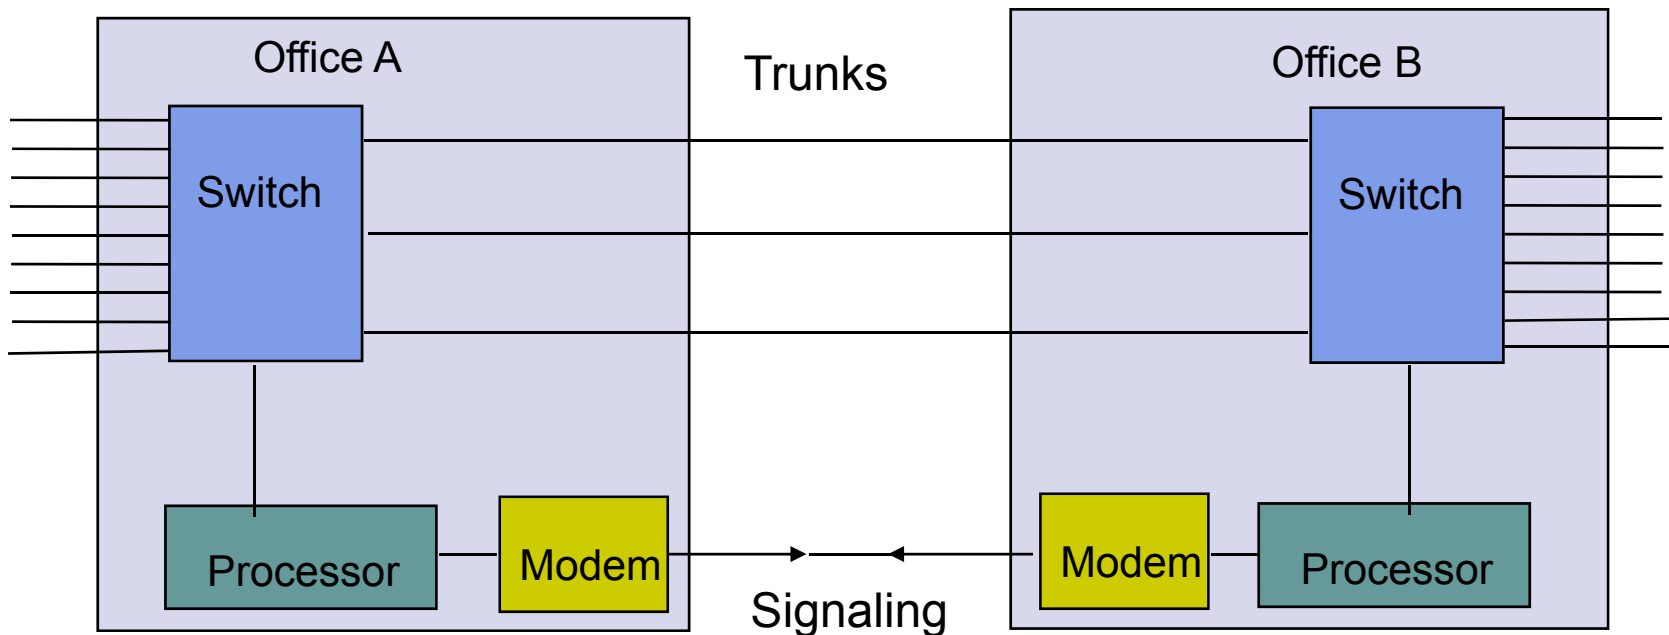 Office A
Trunks
Office B
Switch
Switch
Processor
Modem
Signaling
Modem
Processor